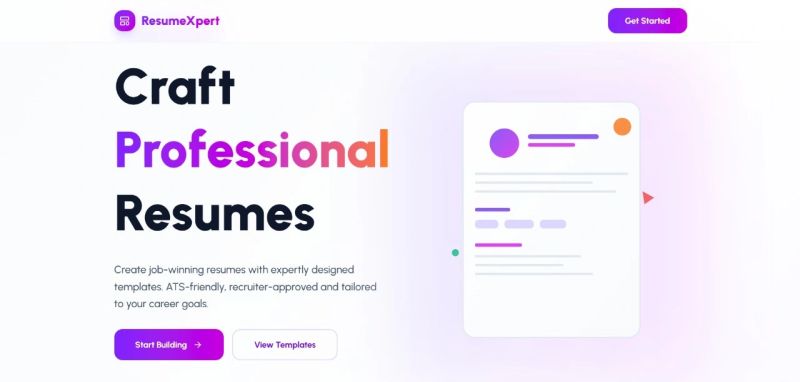 ResumeXpert
Get Started
Craft
Professional
Resumes
Create job-winning resumes with expertly designed
templates. ATS-friendly, recruiter-approved and tailored
to your career goals.
Start Building →
View Templates